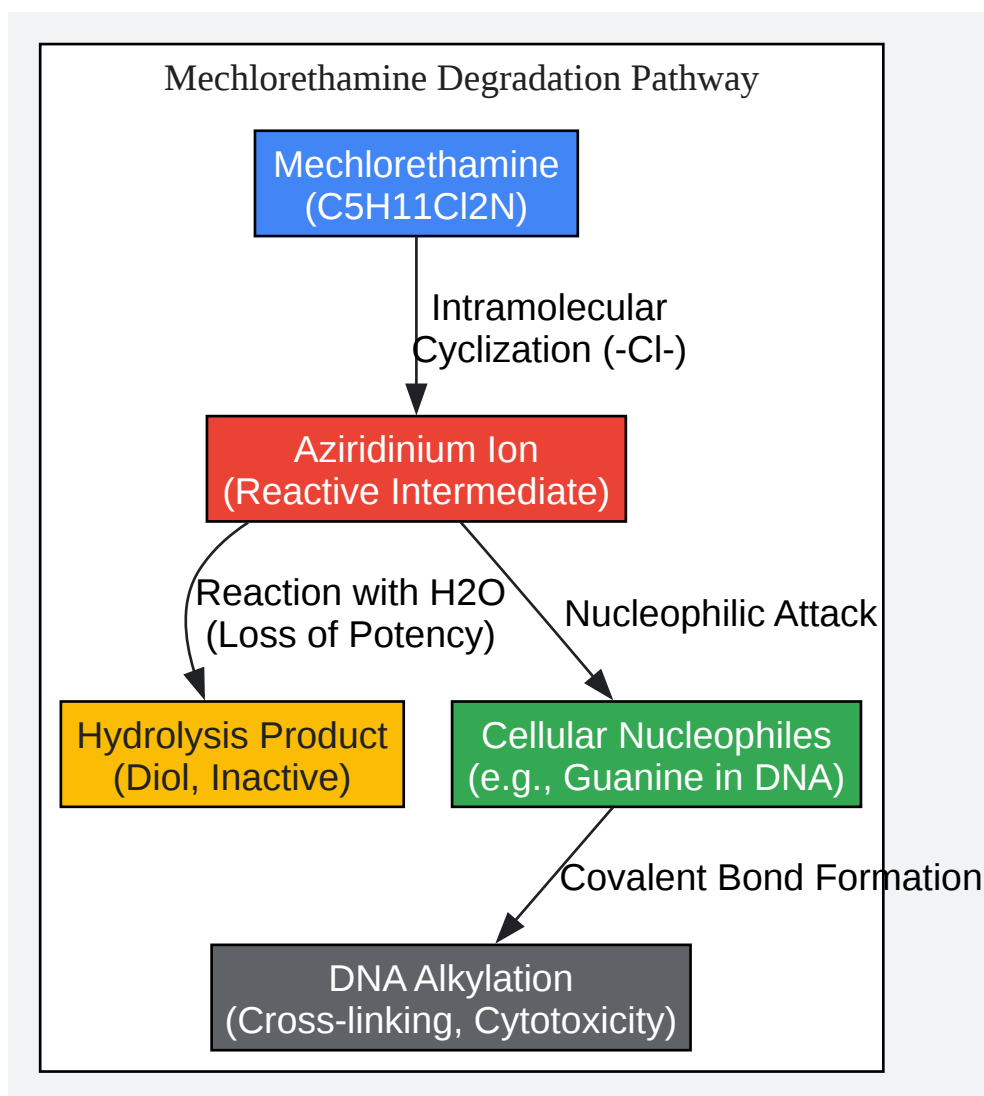 Mechlorethamine Degradation Pathway
Mechlorethamine
(C5H11Cl2N)
Intramolecular
Cyclization (-Cl-)
Aziridinium Ion
(Reactive Intermediate)
Reaction with H2O
(Loss of Potency)
Nucleophilic Attack
Hydrolysis Product
(Diol, Inactive)
Cellular Nucleophiles
(e.g., Guanine in DNA)
Covalent Bond Formation
DNA Alkylation
(Cross-linking, Cytotoxicity)